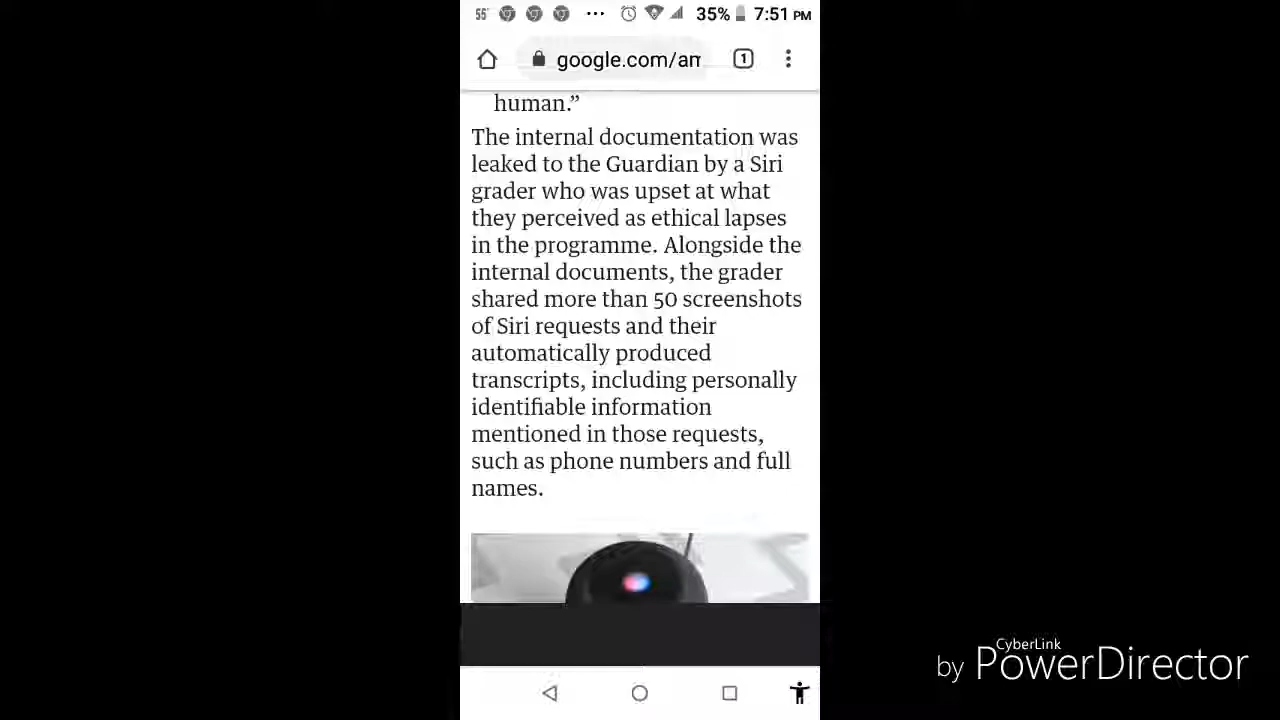 55° 35% 7:51 PM
google.com/am 1
human.”
The internal documentation was
leaked to the Guardian by a Siri
grader who was upset at what
they perceived as ethical lapses
in the programme. Alongside the
internal documents, the grader
shared more than 50 screenshots
of Siri requests and their
automatically produced
transcripts, including personally
identifiable information
mentioned in those requests,
such as phone numbers and full
names.
CyberLink
by PowerDirector